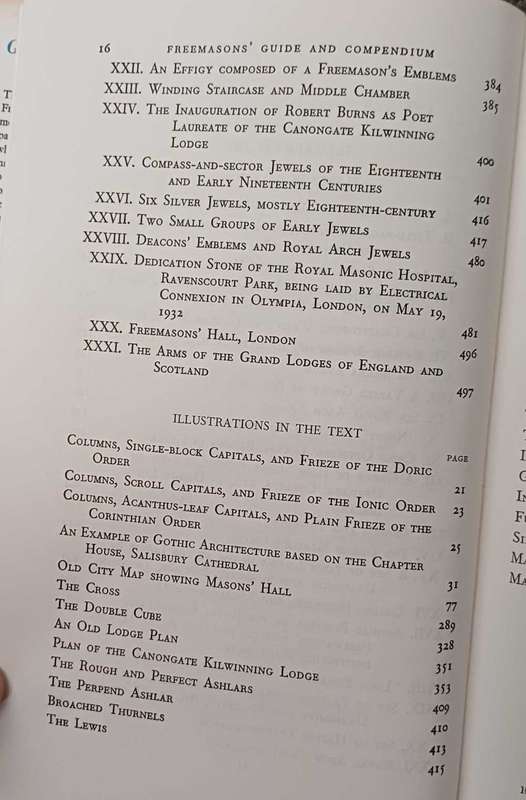 16 FREEMASONS' GUIDE AND COMPENDIUM
XXII. An Effigy composed of a Freemason's Emblems 384
XXIII. Winding Staircase and Middle Chamber 385
XXIV. The Inauguration of Robert Burns as Poet
Laureate of the Canongate Kilwinning
Lodge 400
XXV. Compass-and-sector Jewels of the Eighteenth
and Early Nineteenth Centuries 401
XXVI. Six Silver Jewels, mostly Eighteenth-century 416
XXVII. Two Small Groups of Early Jewels 417
XXVIII. Deacons' Emblems and Royal Arch Jewels 480
XXIX. Dedication Stone of the Royal Masonic Hospital,
Ravenscourt Park, being laid by Electrical
Connexion in Olympia, London, on May 19,
1932 481
XXX. Freemasons' Hall, London 496
XXXI. The Arms of the Grand Lodges of England and
Scotland 497
ILLUSTRATIONS IN THE TEXT
PAGE
Columns, Single-block Capitals, and Frieze of the Doric
Order 21
Columns, Scroll Capitals, and Frieze of the Ionic Order 23
Columns, Acanthus-leaf Capitals, and Plain Frieze of the
Corinthian Order 25
An Example of Gothic Architecture based on the Chapter
House, Salisbury Cathedral 31
Old City Map showing Masons' Hall 77
The Cross 289
The Double Cube 328
An Old Lodge Plan 351
Plan of the Canongate Kilwinning Lodge 353
The Rough and Perfect Ashlars 409
The Perpend Ashlar 410
Broached Thurnels 413
The Lewis 415